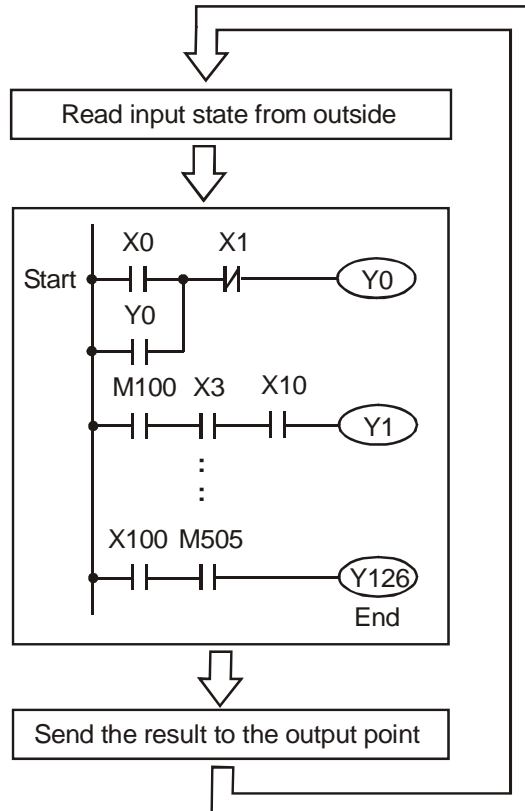 Read input state from outside
X0 X1
Start Y0
Y0
M100 X3 X10
Y1
X100 M505
Y126
End
Send the result to the output point